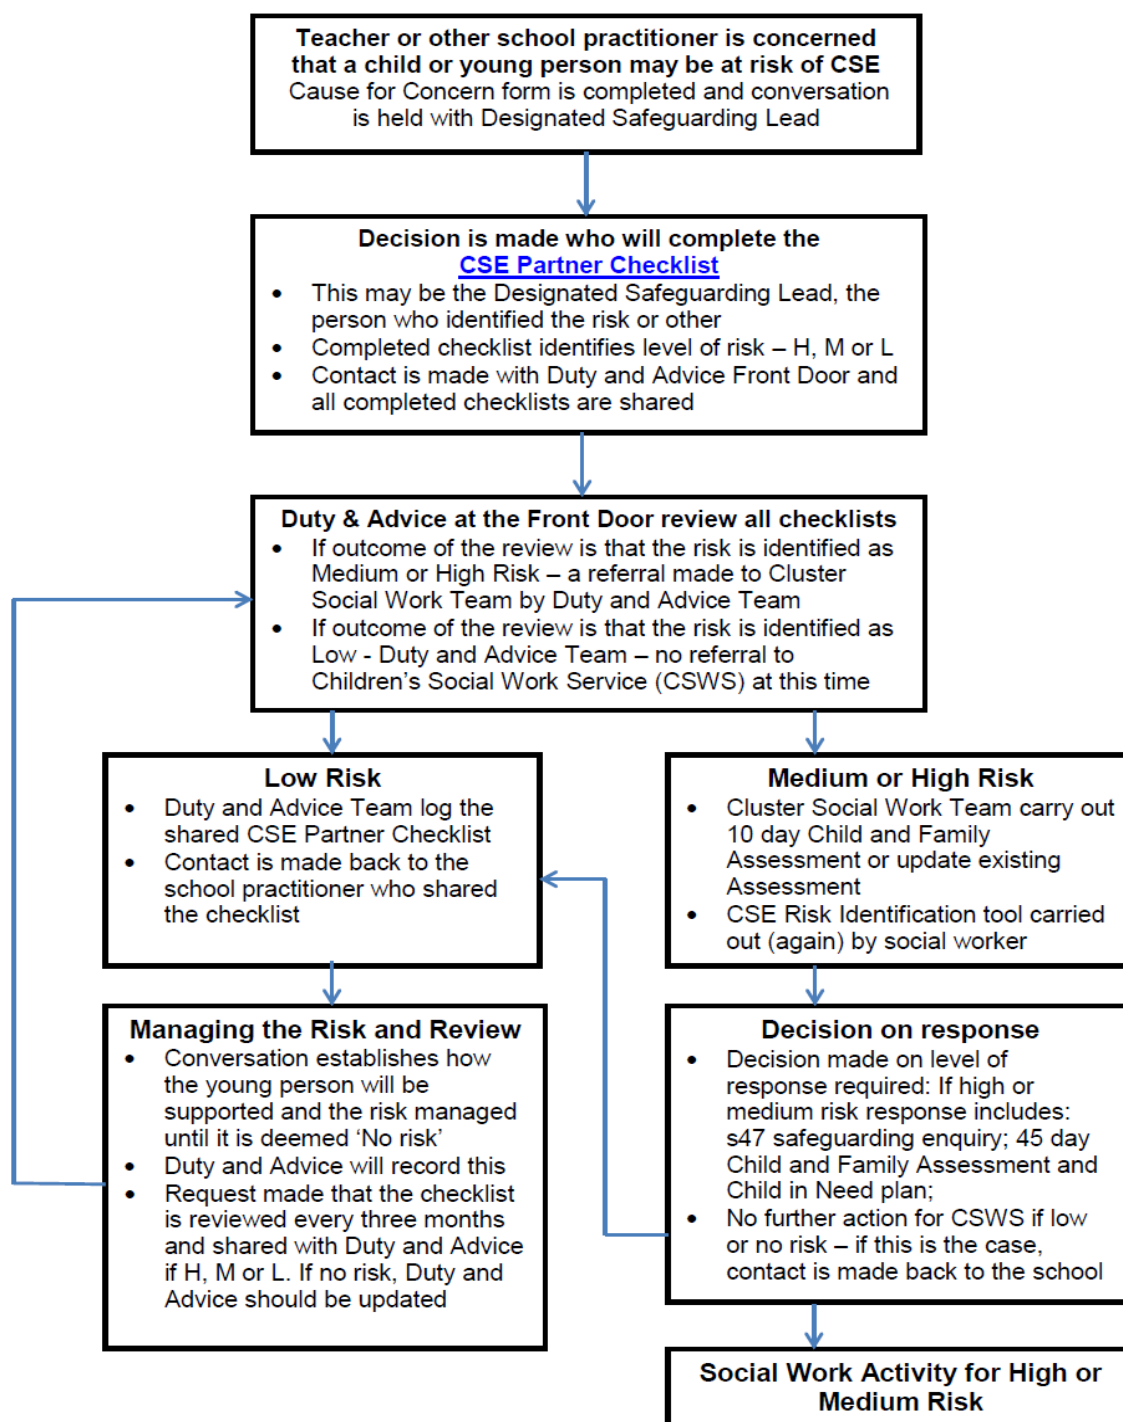 Teacher or other school practitioner is concerned
that a child or young person may be at risk of CSE
Cause for Concern form is completed and conversation
is held with Designated Safeguarding Lead
Decision is made who will complete the
CSE Partner Checklist
• This may be the Designated Safeguarding Lead, the
person who identified the risk or other
• Completed checklist identifies level of risk – H, M or L
• Contact is made with Duty and Advice Front Door and
all completed checklists are shared
Duty & Advice at the Front Door review all checklists
• If outcome of the review is that the risk is identified as
Medium or High Risk – a referral made to Cluster
Social Work Team by Duty and Advice Team
• If outcome of the review is that the risk is identified as
Low - Duty and Advice Team – no referral to
Children's Social Work Service (CSWS) at this time
Low Risk
• Duty and Advice Team log the
shared CSE Partner Checklist
• Contact is made back to the
school practitioner who shared
the checklist
Medium or High Risk
• Cluster Social Work Team carry out
10 day Child and Family
Assessment or update existing
Assessment
• CSE Risk Identification tool carried
out (again) by social worker
Managing the Risk and Review
• Conversation establishes how
the young person will be
supported and the risk managed
until it is deemed 'No risk'
• Duty and Advice will record this
• Request made that the checklist
is reviewed every three months
and shared with Duty and Advice
if H, M or L. If no risk, Duty and
Advice should be updated
Decision on response
• Decision made on level of
response required: If high or
medium risk response includes:
s47 safeguarding enquiry; 45 day
Child and Family Assessment and
Child in Need plan;
• No further action for CSWS if low
or no risk – if this is the case,
contact is made back to the school
Social Work Activity for High or
Medium Risk